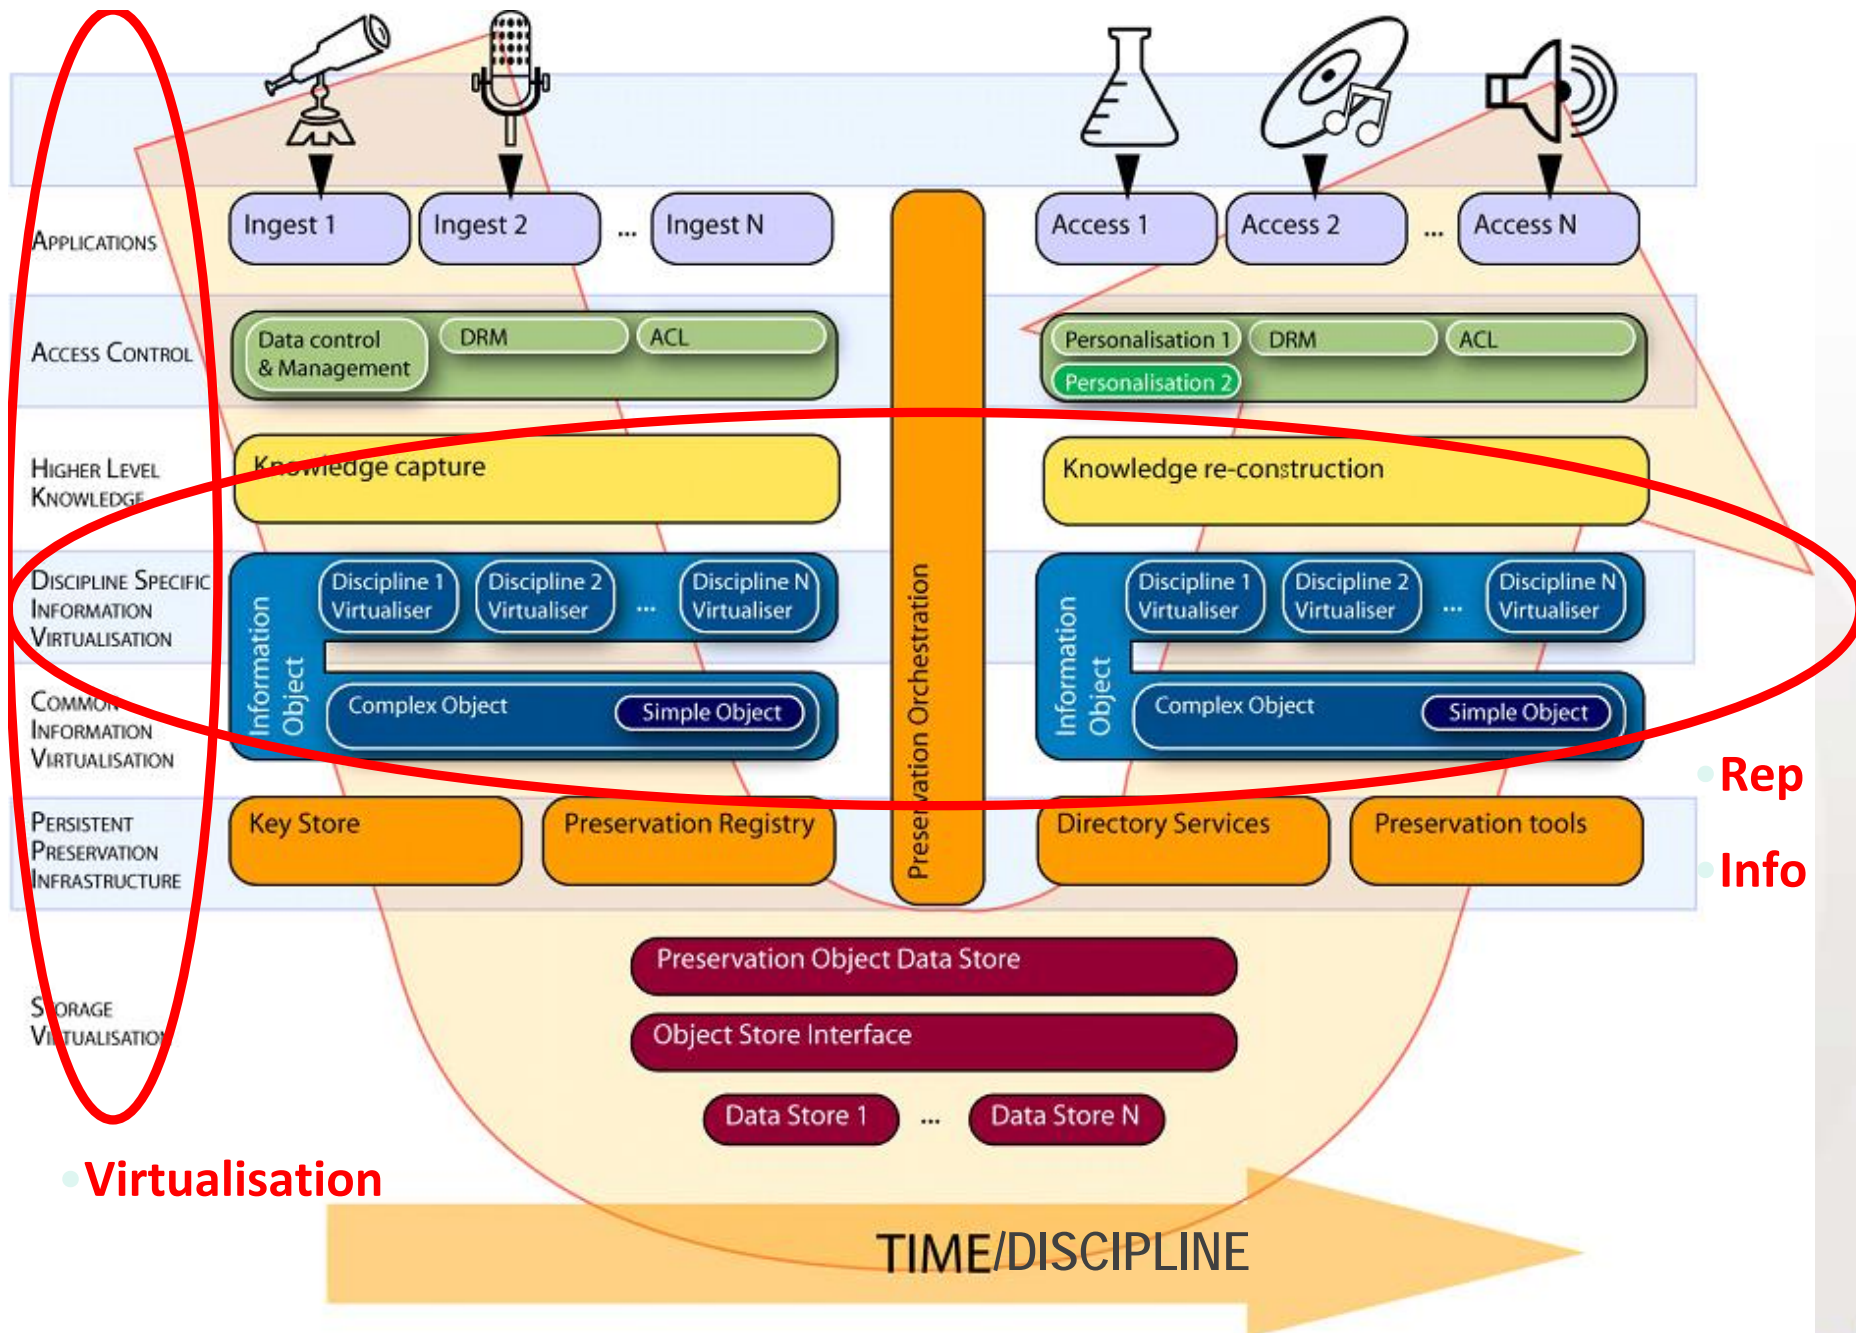 APPLICATIONS
Ingest 1
Ingest 2
...
Ingest N
Access 1
Access 2
...
Access N
ACCESS CONTROL
Data control
& Management
DRM
ACL
Personalisation 1
Personalisation 2
DRM
ACL
HIGHER LEVEL
KNOWLEDGE
Knowledge capture
Knowledge re-construction
DISCIPLINE SPECIFIC
INFORMATION
VIRTUALISATION
Information
Object
Discipline 1
Virtualiser
Discipline 2
Virtualiser
...
Discipline N
Virtualiser
Preservation Orchestration
Information
Object
Discipline 1
Virtualiser
Discipline 2
Virtualiser
...
Discipline N
Virtualiser
COMMON
INFORMATION
VIRTUALISATION
Complex Object
Simple Object
Complex Object
Simple Object
• Rep
• Info
PERSISTENT
PRESERVATION
INFRASTRUCTURE
Key Store
Preservation Registry
Directory Services
Preservation tools
STORAGE
VIRTUALISATION
Preservation Object Data Store
Object Store Interface
Data Store 1
...
Data Store N
• Virtualisation
TIME/DISCIPLINE